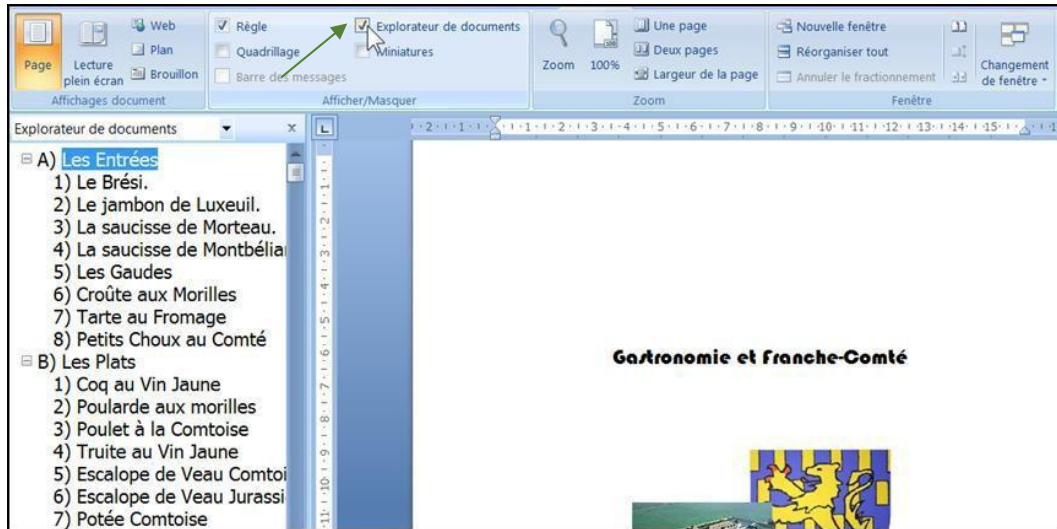 Page
Lecture plein écran
Web
Plan
Brouillon
Affichages document
Règle
Quadrillage
Barre des messages
Explorateur de documents
Miniatures
Afficher/Masquer
Zoom
100%
Une page
Deux pages
Largeur de la page
Zoom
Nouvelle fenêtre
Réorganiser tout
Annuler le fractionnement
Changement de fenêtre
Fenêtre
Explorateur de documents
A) Les Entrées
1) Le Brési.
2) Le jambon de Luxeuil.
3) La saucisse de Morteau.
4) La saucisse de Montbélia
5) Les Gaudes
6) Croûte aux Morilles
7) Tarte au Fromage
8) Petits Choux au Comté
B) Les Plats
1) Coq au Vin Jaune
2) Poularde aux morilles
3) Poulet à la Comtoise
4) Truite au Vin Jaune
5) Escalope de Veau Comtoi
6) Escalope de Veau Jurassi
7) Potée Comtoise
Gastronomie et Franche-Comté